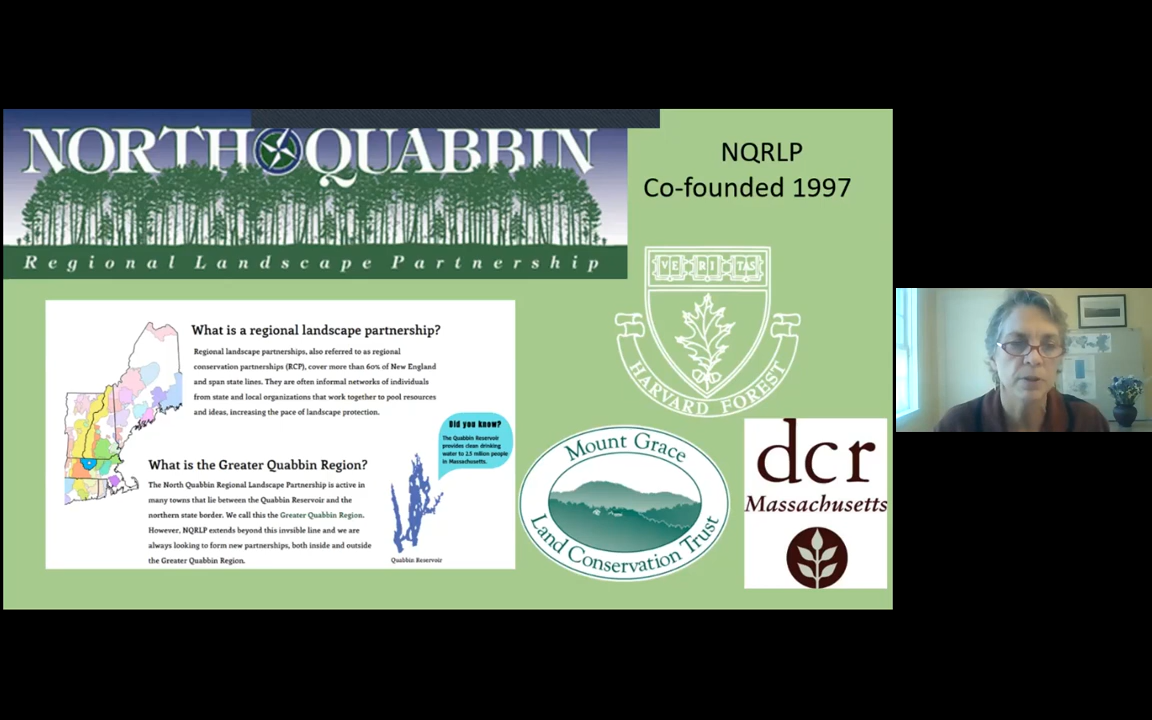 NORTH QUABBIN
Regional Landscape Partnership
NQRLP
Co-founded 1997
What is a regional landscape partnership?
Regional landscape partnerships, also referred to as regional
conservation partnerships (RCP), cover more than 60% of New England
and span state lines. They are often informal networks of individuals
from state and local organizations that work together to pool resources
and ideas, increasing the pace of landscape protection.
Did you know?
The Quabbin Reservoir
provides clean drinking
water to 2.5 million people
in Massachusetts.
What is the Greater Quabbin Region?
The North Quabbin Regional Landscape Partnership is active in
many towns that lie between the Quabbin Reservoir and the
northern state border. We call this the Greater Quabbin Region.
However, NQRLP extends beyond this invsible line and we are
always looking to form new partnerships, both inside and outside
the Greater Quabbin Region.
Quabbin Reservoir
VE RI TAS
HARVARD FOREST
Mount Grace
Land Conservation Trust
dcr
Massachusetts